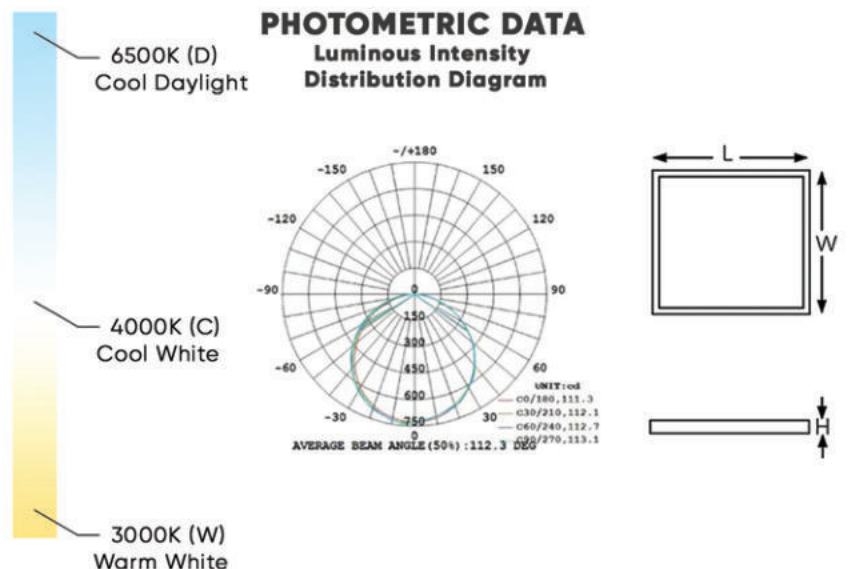 PHOTOMETRIC DATA
Luminous Intensity
Distribution Diagram
6500K (D)
Cool Daylight
4000K (C)
Cool White
3000K (W)
Warm White
-/+180
-150
150
-120
120
-90
90
-60
60
-30
30
0
0
150
300
450
600
750
UNIT:cd
C0/180,111.3
C30/210,112.1
C60/240,112.7
C90/270,113.1
AVERAGE BEAM ANGLE(50%):112.3 DEG
L
W
H